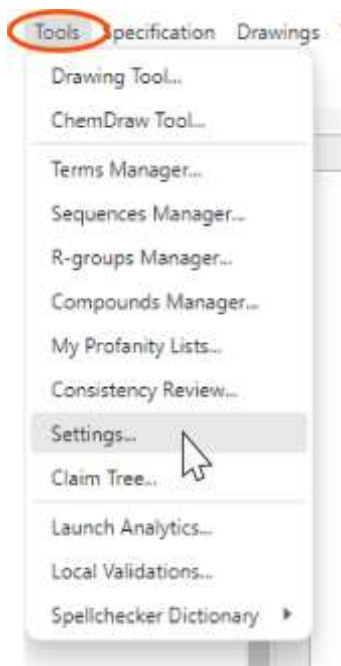 Tools Specification Drawings
Drawing Tool...
ChemDraw Tool...
Terms Manager...
Sequences Manager...
R-groups Manager...
Compounds Manager...
My Profanity Lists...
Consistency Review...
Settings...
Claim Tree...
Launch Analytics...
Local Validations...
Spellchecker Dictionary